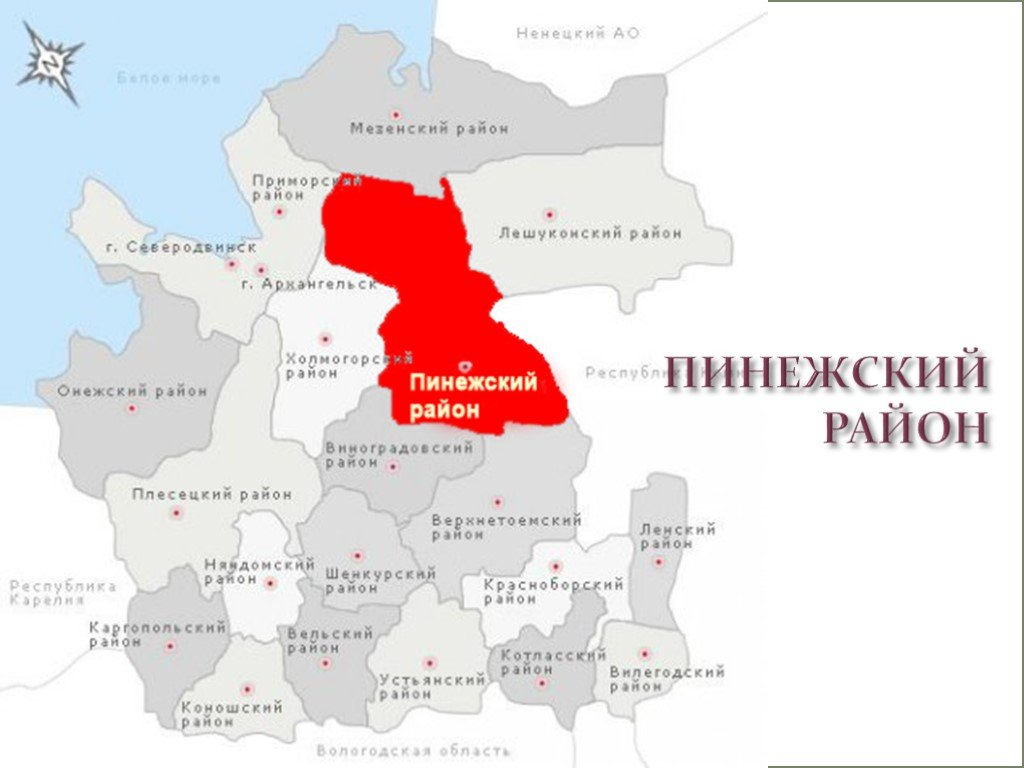 Ненецкий АО
Белое море
Мезенский район
Приморский
район
Лешуконский район
г. Северодвинск
г. Архангельск
Холмогорский
район
Республика
ПИНЕЖСКИЙ
РАЙОН
Пинежский
район
Онежский район
Виноградовский
район
Плесецкий район
Верхнетоемский
район
Ленский
район
Няндомский
район
Шенкурский
район
Красноборский
район
Республика
Карелия
Каргопольский
район
Вельский
район
Котласский
район
Вилегодский
район
Устьянский
район
Коношский
район
Вологодская область